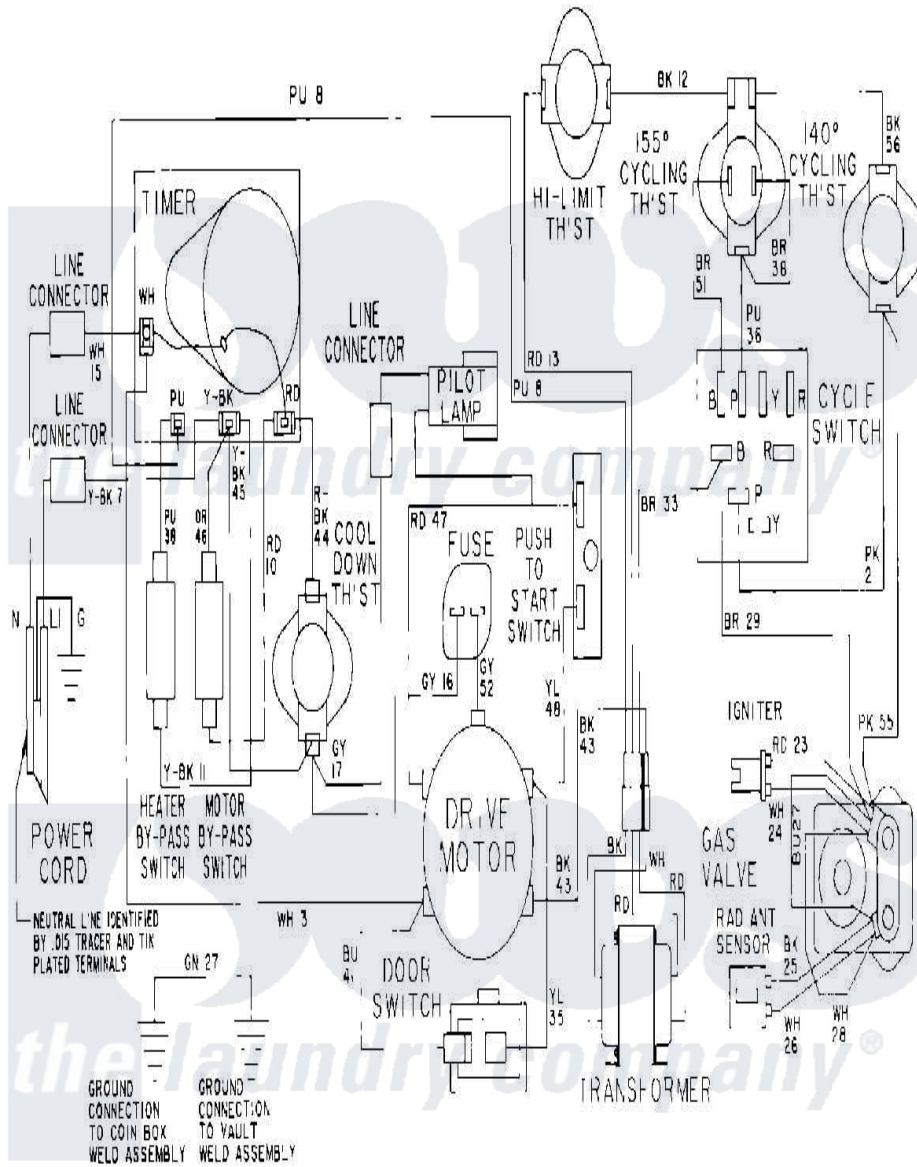 PU 8
BK 12
BK
56
155°
CYCLING
TH'ST
140°
CYCLING
TH'ST
HI-LIMIT
TH'ST
TIMER
LINE
CONNECTOR
WH
BR
51
BR
38
PU
36
LINE
CONNECTOR
WH
15
RD 13
PU 8
PILOT
LAMP
LINE
CONNECTOR
PU
Y-BK
RD
B
P
Y
R
CYCLE
SWITCH
Y-BK 7
Y-
BK
45
B
R
P
Y
PU
98
OR
46
RD
10
R-
BK
44
COOL
DOWN
TH'ST
RD 47
FUSE
PUSH
TO
START
SWITCH
BR 33
PK
2
N
L1
G
BR 29
GY 16
GY
52
YL
48
BK
43
IGNITER
RD 23
PK 55
Y-BK 11
GY
17
HEATER
BY-PASS
SWITCH
MOTOR
BY-PASS
SWITCH
DRIVE
MOTOR
POWER
CORD
BK
WH
WH
24
BU27
GAS
VALVE
BK
43
RD
RD
NEUTRAL LINE IDENTIFIED
BY .015 TRACER AND TIN
PLATED TERMINALS
WH 3
RADIANT
SENSOR
BK
25
GN 27
BU
DOOR
SWITCH
YL
35
WH
26
WH
28
TRANSFORMER
GROUND
CONNECTION
TO COIN BOX
WELD ASSEMBLY
GROUND
CONNECTION
TO VAULT
WELD ASSEMBLY
the laundry company®
the laundry company®